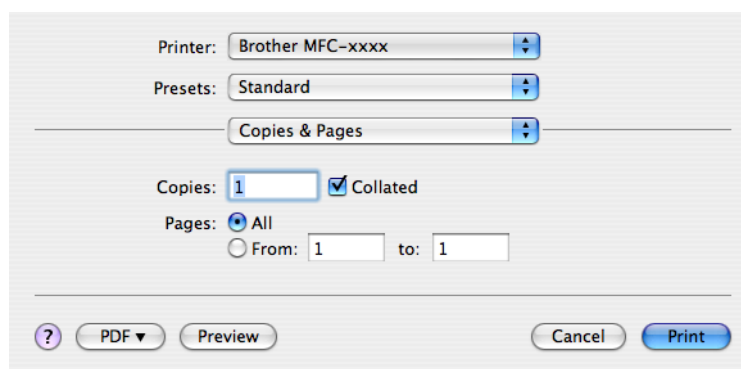 Printer: Brother MFC-xxxx
Presets: Standard
Copies & Pages
Copies: 1 Collated
Pages: All
From: 1 to: 1
? PDF ▼ Preview Cancel Print